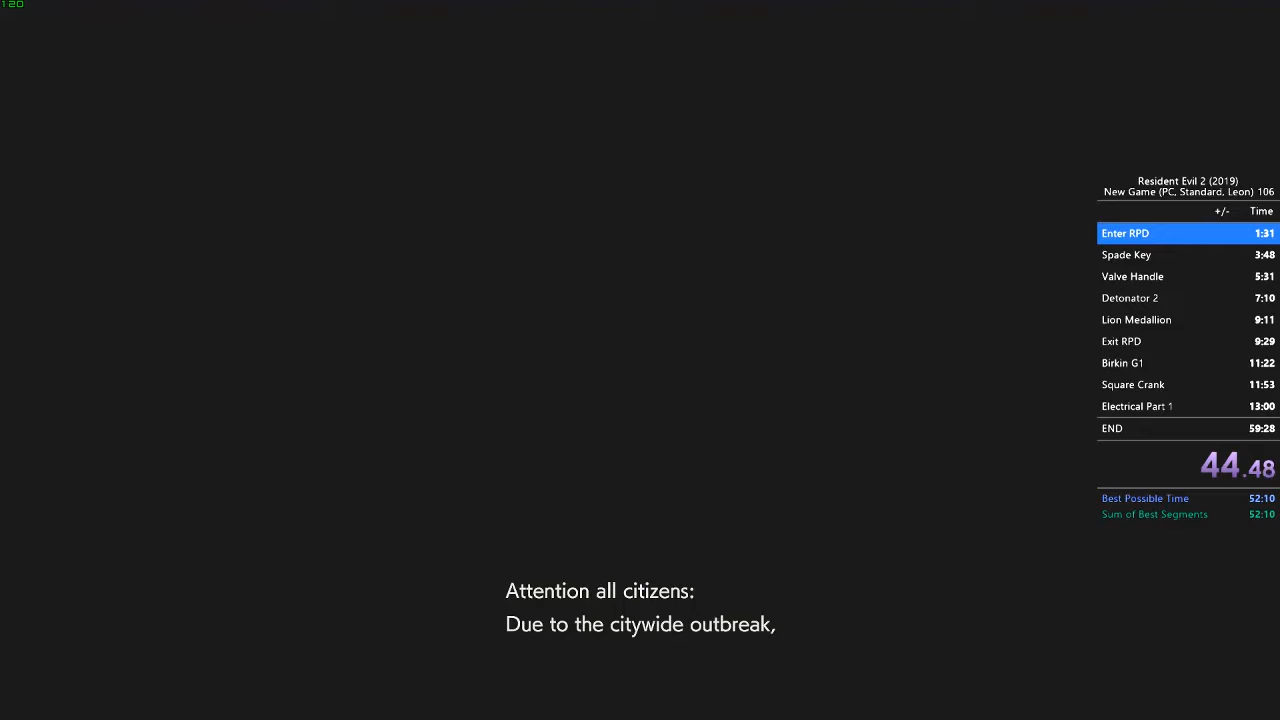 120
Resident Evil 2 (2019)
New Game (PC, Standard, Leon) 106
+/- Time
Enter RPD 1:31
Spade Key 3:48
Valve Handle 5:31
Detonator 2 7:10
Lion Medallion 9:11
Exit RPD 9:29
Birkin G1 11:22
Square Crank 11:53
Electrical Part 1 13:00
END 59:28
44.48
Best Possible Time 52:10
Sum of Best Segments 52:10
Attention all citizens:
Due to the citywide outbreak,